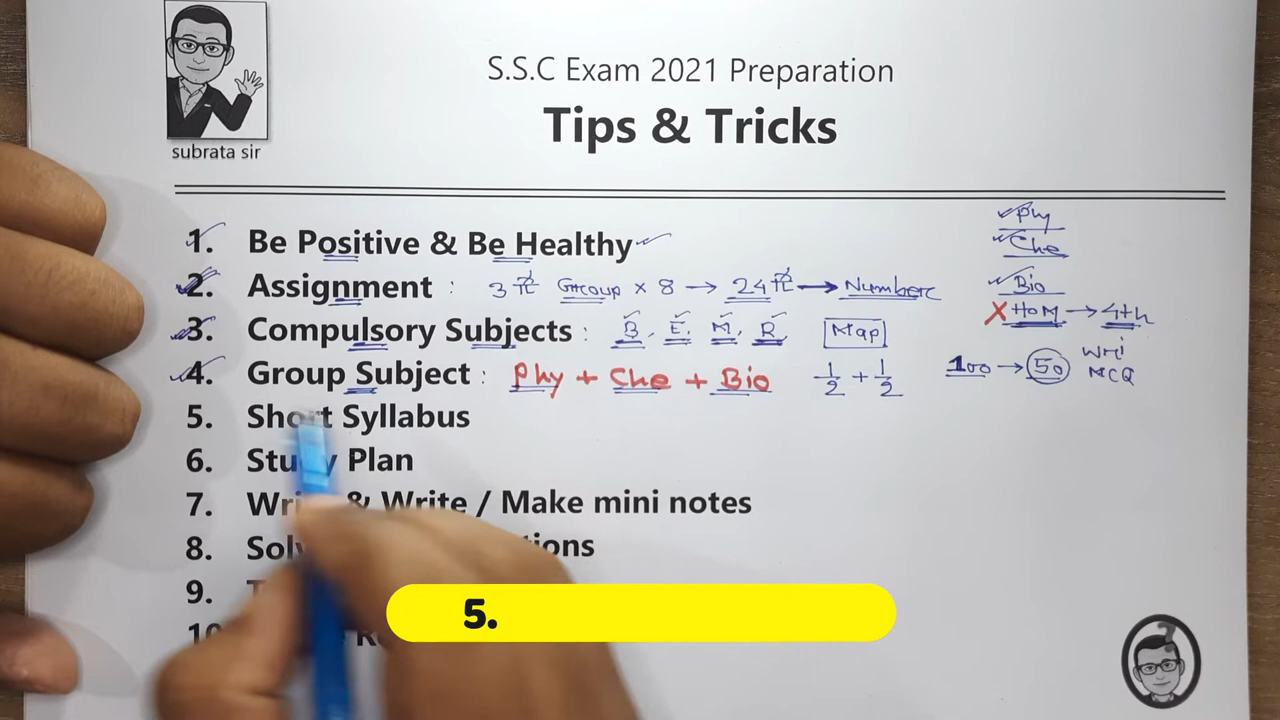 S.S.C Exam 2021 Preparation
Tips & Tricks
subrata sir
Phy
Che
Bio
HOM → 4th
100 → 50 Wri MCQ
1. Be Positive & Be Healthy
2. Assignment : 3 টি Group × 8 → 24 টি → Number
3. Compulsory Subjects : B, E, M, R Map
4. Group Subject : Phy + Che + Bio 1/2 + 1/2
5. Short Syllabus
6. Study Plan
7. & Write / Make mini notes
8.
9.
10
5.